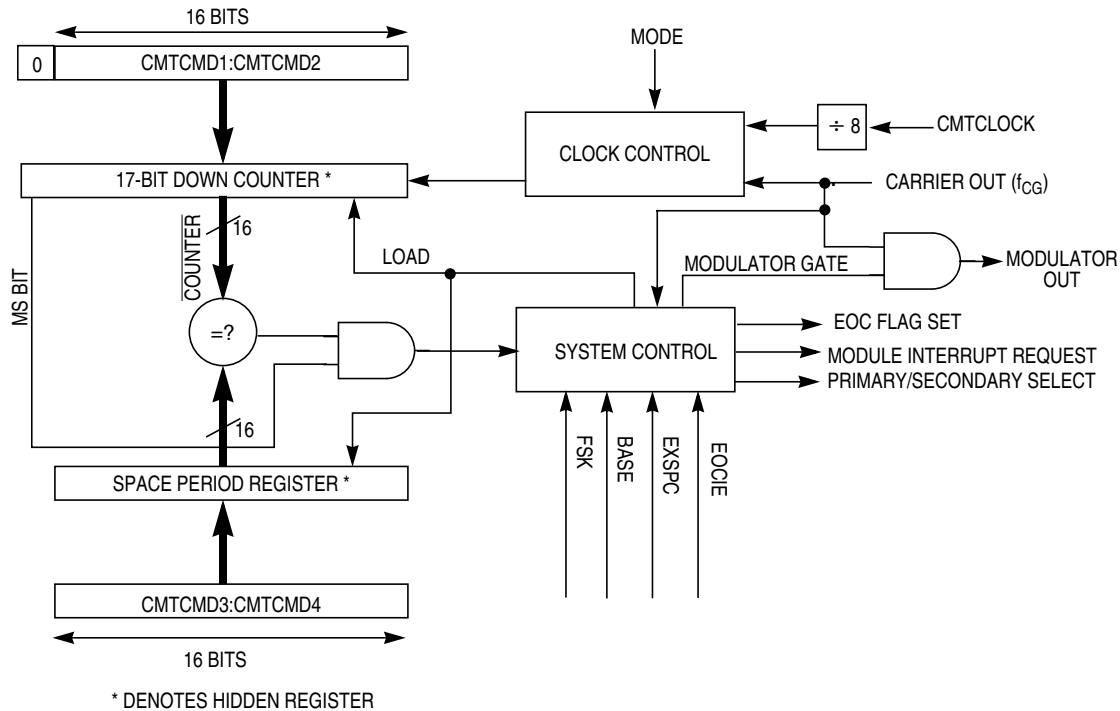 16 BITS
0
CMTCMD1:CMTCMD2
MODE
÷ 8
CMTCLOCK
CLOCK CONTROL
17-BIT DOWN COUNTER *
CARRIER OUT (fCG)
16
COUNTER
LOAD
MODULATOR GATE
MODULATOR
OUT
MS BIT
=?
EOC FLAG SET
SYSTEM CONTROL
MODULE INTERRUPT REQUEST
PRIMARY/SECONDARY SELECT
16
FSK
BASE
EXSPC
EOCIE
SPACE PERIOD REGISTER *
CMTCMD3:CMTCMD4
16 BITS
* DENOTES HIDDEN REGISTER